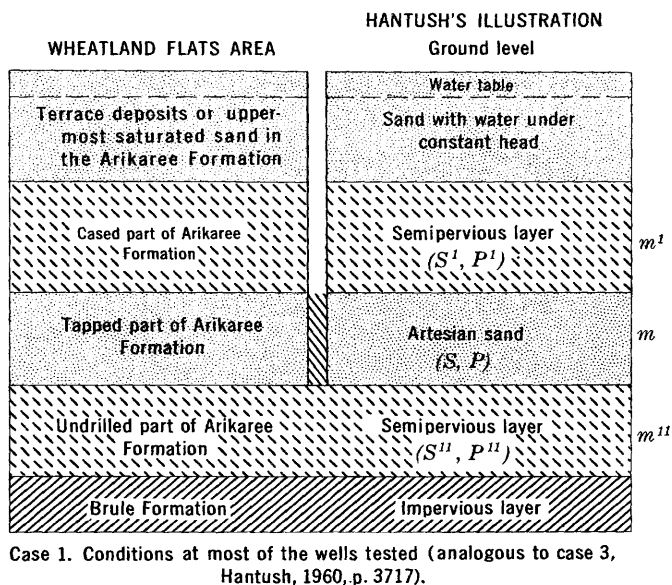 HANTUSH'S ILLUSTRATION
WHEATLAND FLATS AREA
Ground level
Water table
Terrace deposits or upper-
most saturated sand in
the Arikaree Formation
Sand with water under
constant head
Cased part of Arikaree
Formation
Semipervious layer
(S¹, P¹)
m¹
Tapped part of Arikaree
Formation
Artesian sand
(S, P)
m
Undrilled part of Arikaree
Formation
Semipervious layer
(S¹¹, P¹¹)
m¹¹
Brule Formation
Impervious layer
Case 1. Conditions at most of the wells tested (analogous to case 3,
Hantush, 1960, p. 3717).